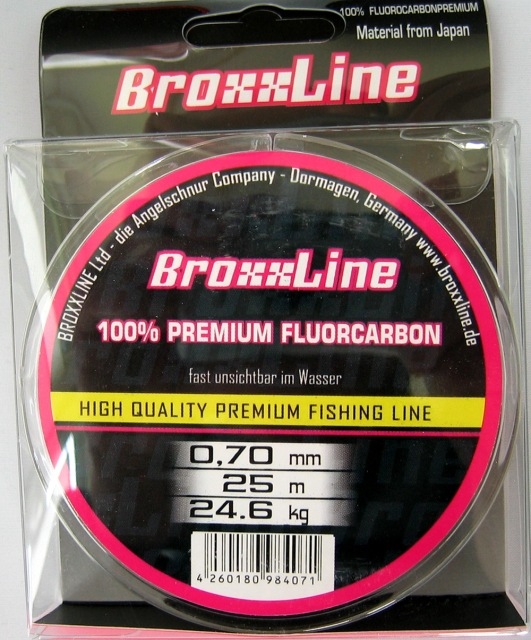 100% FLUOROCARBONPREMIUM
Material from Japan
BroxxLine
BROXXLINE Ltd - die Angelschnur Company - Dormagen, Germany www.broxxline.de
BroxxLine
100% PREMIUM FLUORCARBON
fast unsichtbar im Wasser
HIGH QUALITY PREMIUM FISHING LINE
0,70 mm
25 m
24.6 kg
4 260180 984071